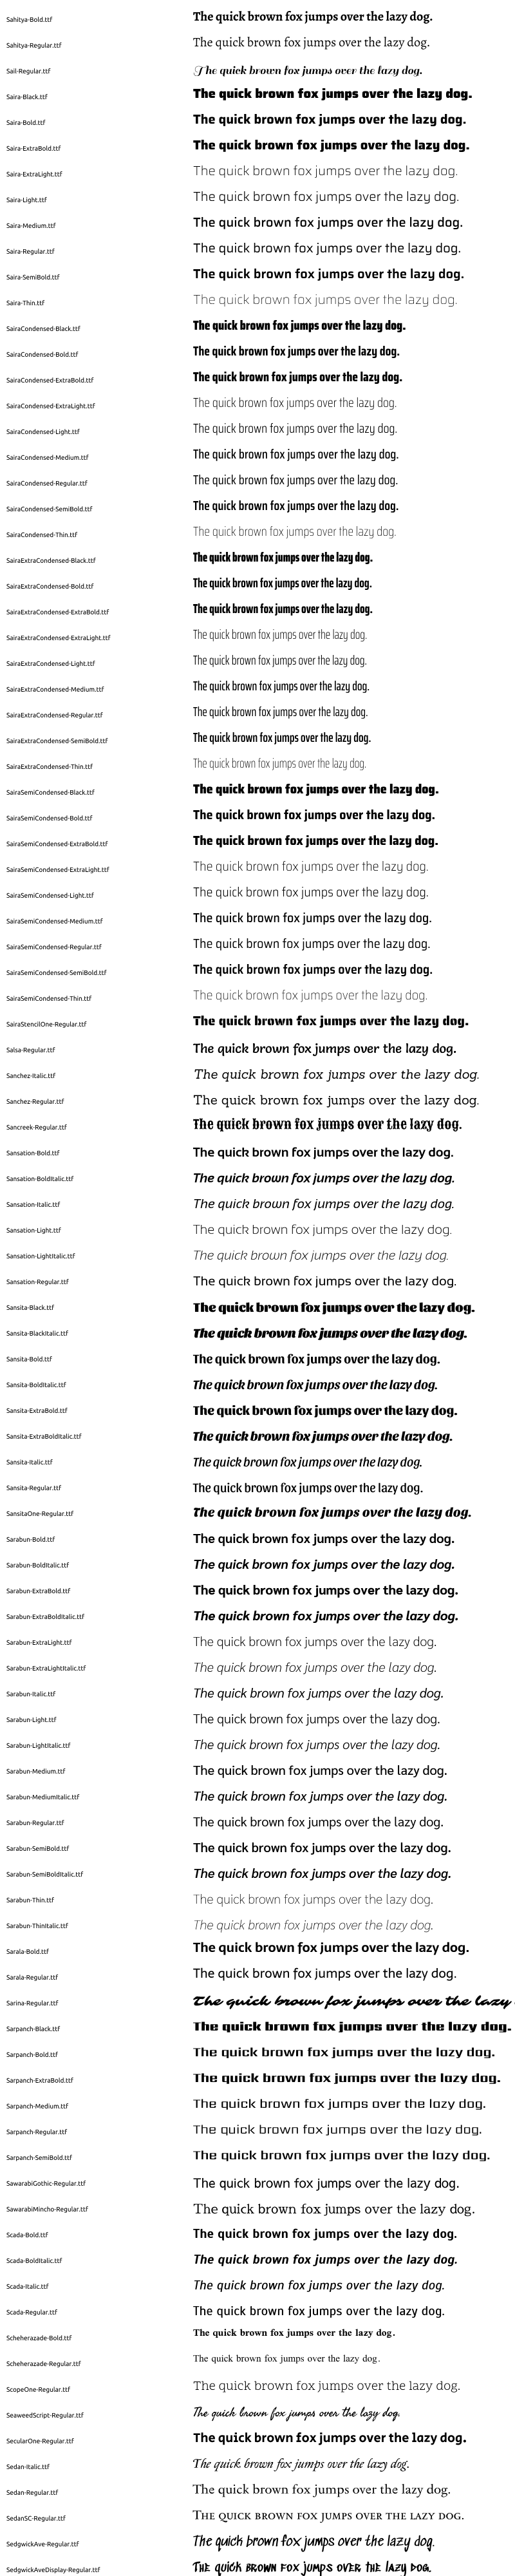 Sahitya-Bold.ttf The quick brown fox jumps over the lazy dog.
Sahitya-Regular.ttf The quick brown fox jumps over the lazy dog.
Sail-Regular.ttf The quick brown fox jumps over the lazy dog.
Saira-Black.ttf The quick brown fox jumps over the lazy dog.
Saira-Bold.ttf The quick brown fox jumps over the lazy dog.
Saira-ExtraBold.ttf The quick brown fox jumps over the lazy dog.
Saira-ExtraLight.ttf The quick brown fox jumps over the lazy dog.
Saira-Light.ttf The quick brown fox jumps over the lazy dog.
Saira-Medium.ttf The quick brown fox jumps over the lazy dog.
Saira-Regular.ttf The quick brown fox jumps over the lazy dog.
Saira-SemiBold.ttf The quick brown fox jumps over the lazy dog.
Saira-Thin.ttf The quick brown fox jumps over the lazy dog.
SairaCondensed-Black.ttf The quick brown fox jumps over the lazy dog.
SairaCondensed-Bold.ttf The quick brown fox jumps over the lazy dog.
SairaCondensed-ExtraBold.ttf The quick brown fox jumps over the lazy dog.
SairaCondensed-ExtraLight.ttf The quick brown fox jumps over the lazy dog.
SairaCondensed-Light.ttf The quick brown fox jumps over the lazy dog.
SairaCondensed-Medium.ttf The quick brown fox jumps over the lazy dog.
SairaCondensed-Regular.ttf The quick brown fox jumps over the lazy dog.
SairaCondensed-SemiBold.ttf The quick brown fox jumps over the lazy dog.
SairaCondensed-Thin.ttf The quick brown fox jumps over the lazy dog.
SairaExtraCondensed-Black.ttf The quick brown fox jumps over the lazy dog.
SairaExtraCondensed-Bold.ttf The quick brown fox jumps over the lazy dog.
SairaExtraCondensed-ExtraBold.ttf The quick brown fox jumps over the lazy dog.
SairaExtraCondensed-ExtraLight.ttf The quick brown fox jumps over the lazy dog.
SairaExtraCondensed-Light.ttf The quick brown fox jumps over the lazy dog.
SairaExtraCondensed-Medium.ttf The quick brown fox jumps over the lazy dog.
SairaExtraCondensed-Regular.ttf The quick brown fox jumps over the lazy dog.
SairaExtraCondensed-SemiBold.ttf The quick brown fox jumps over the lazy dog.
SairaExtraCondensed-Thin.ttf The quick brown fox jumps over the lazy dog.
SairaSemiCondensed-Black.ttf The quick brown fox jumps over the lazy dog.
SairaSemiCondensed-Bold.ttf The quick brown fox jumps over the lazy dog.
SairaSemiCondensed-ExtraBold.ttf The quick brown fox jumps over the lazy dog.
SairaSemiCondensed-ExtraLight.ttf The quick brown fox jumps over the lazy dog.
SairaSemiCondensed-Light.ttf The quick brown fox jumps over the lazy dog.
SairaSemiCondensed-Medium.ttf The quick brown fox jumps over the lazy dog.
SairaSemiCondensed-Regular.ttf The quick brown fox jumps over the lazy dog.
SairaSemiCondensed-SemiBold.ttf The quick brown fox jumps over the lazy dog.
SairaSemiCondensed-Thin.ttf The quick brown fox jumps over the lazy dog.
SairaStencilOne-Regular.ttf The quick brown fox jumps over the lazy dog.
Salsa-Regular.ttf The quick brown fox jumps over the lazy dog.
Sanchez-Italic.ttf The quick brown fox jumps over the lazy dog.
Sanchez-Regular.ttf The quick brown fox jumps over the lazy dog.
Sancreek-Regular.ttf The quick brown fox jumps over the lazy dog.
Sansation-Bold.ttf The quick brown fox jumps over the lazy dog.
Sansation-BoldItalic.ttf The quick brown fox jumps over the lazy dog.
Sansation-Italic.ttf The quick brown fox jumps over the lazy dog.
Sansation-Light.ttf The quick brown fox jumps over the lazy dog.
Sansation-LightItalic.ttf The quick brown fox jumps over the lazy dog.
Sansation-Regular.ttf The quick brown fox jumps over the lazy dog.
Sansita-Black.ttf The quick brown fox jumps over the lazy dog.
Sansita-BlackItalic.ttf The quick brown fox jumps over the lazy dog.
Sansita-Bold.ttf The quick brown fox jumps over the lazy dog.
Sansita-BoldItalic.ttf The quick brown fox jumps over the lazy dog.
Sansita-ExtraBold.ttf The quick brown fox jumps over the lazy dog.
Sansita-ExtraBoldItalic.ttf The quick brown fox jumps over the lazy dog.
Sansita-Italic.ttf The quick brown fox jumps over the lazy dog.
Sansita-Regular.ttf The quick brown fox jumps over the lazy dog.
SansitaOne-Regular.ttf The quick brown fox jumps over the lazy dog.
Sarabun-Bold.ttf The quick brown fox jumps over the lazy dog.
Sarabun-BoldItalic.ttf The quick brown fox jumps over the lazy dog.
Sarabun-ExtraBold.ttf The quick brown fox jumps over the lazy dog.
Sarabun-ExtraBoldItalic.ttf The quick brown fox jumps over the lazy dog.
Sarabun-ExtraLight.ttf The quick brown fox jumps over the lazy dog.
Sarabun-ExtraLightItalic.ttf The quick brown fox jumps over the lazy dog.
Sarabun-Italic.ttf The quick brown fox jumps over the lazy dog.
Sarabun-Light.ttf The quick brown fox jumps over the lazy dog.
Sarabun-LightItalic.ttf The quick brown fox jumps over the lazy dog.
Sarabun-Medium.ttf The quick brown fox jumps over the lazy dog.
Sarabun-MediumItalic.ttf The quick brown fox jumps over the lazy dog.
Sarabun-Regular.ttf The quick brown fox jumps over the lazy dog.
Sarabun-SemiBold.ttf The quick brown fox jumps over the lazy dog.
Sarabun-SemiBoldItalic.ttf The quick brown fox jumps over the lazy dog.
Sarabun-Thin.ttf The quick brown fox jumps over the lazy dog.
Sarabun-ThinItalic.ttf The quick brown fox jumps over the lazy dog.
Sarala-Bold.ttf The quick brown fox jumps over the lazy dog.
Sarala-Regular.ttf The quick brown fox jumps over the lazy dog.
Sarina-Regular.ttf The quick brown fox jumps over the lazy
Sarpanch-Black.ttf The quick brown fox jumps over the lazy dog.
Sarpanch-Bold.ttf The quick brown fox jumps over the lazy dog.
Sarpanch-ExtraBold.ttf The quick brown fox jumps over the lazy dog.
Sarpanch-Medium.ttf The quick brown fox jumps over the lazy dog.
Sarpanch-Regular.ttf The quick brown fox jumps over the lazy dog.
Sarpanch-SemiBold.ttf The quick brown fox jumps over the lazy dog.
SawarabiGothic-Regular.ttf The quick brown fox jumps over the lazy dog.
SawarabiMincho-Regular.ttf The quick brown fox jumps over the lazy dog.
Scada-Bold.ttf The quick brown fox jumps over the lazy dog.
Scada-BoldItalic.ttf The quick brown fox jumps over the lazy dog.
Scada-Italic.ttf The quick brown fox jumps over the lazy dog.
Scada-Regular.ttf The quick brown fox jumps over the lazy dog.
Scheherazade-Bold.ttf The quick brown fox jumps over the lazy dog.
Scheherazade-Regular.ttf The quick brown fox jumps over the lazy dog.
ScopeOne-Regular.ttf The quick brown fox jumps over the lazy dog.
SeaweedScript-Regular.ttf The quick brown fox jumps over the lazy dog.
SecularOne-Regular.ttf The quick brown fox jumps over the lazy dog.
Sedan-Italic.ttf The quick brown fox jumps over the lazy dog.
Sedan-Regular.ttf The quick brown fox jumps over the lazy dog.
SedanSC-Regular.ttf The quick brown fox jumps over the lazy dog.
SedgwickAve-Regular.ttf The quick brown fox jumps over the lazy dog.
SedgwickAveDisplay-Regular.ttf The quick brown fox jumps over the lazy dog.